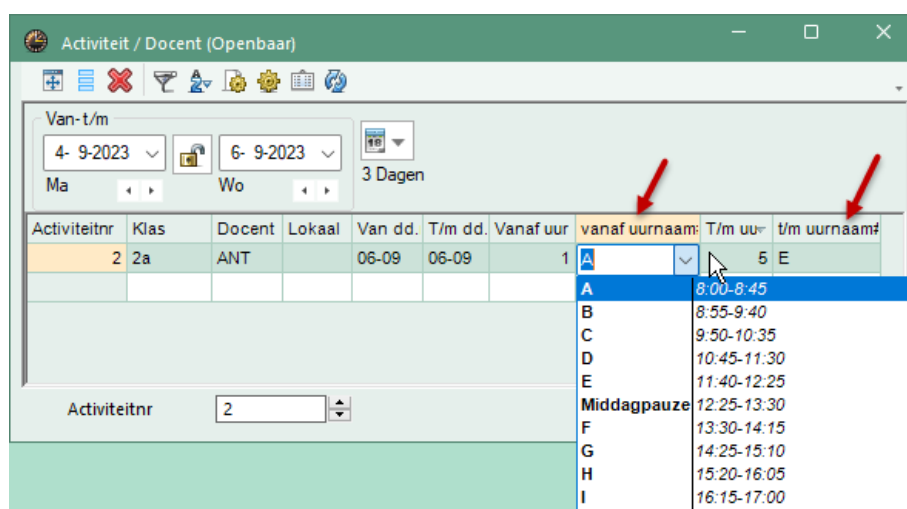 Activiteit / Docent (Openbaar)
Van- t/m
4- 9-2023
6- 9-2023
Ma
Wo
3 Dagen
Activiteitnr Klas Docent Lokaal Van dd. T/m dd. Vanaf uur vanaf uurnaam T/m uu t/m uurnaam#
2 2a ANT 06-09 06-09 1 A 5 E
A 8:00-8:45
B 8:55-9:40
C 9:50-10:35
D 10:45-11:30
E 11:40-12:25
Middagpauze 12:25-13:30
F 13:30-14:15
G 14:25-15:10
H 15:20-16:05
I 16:15-17:00
Activiteitnr 2